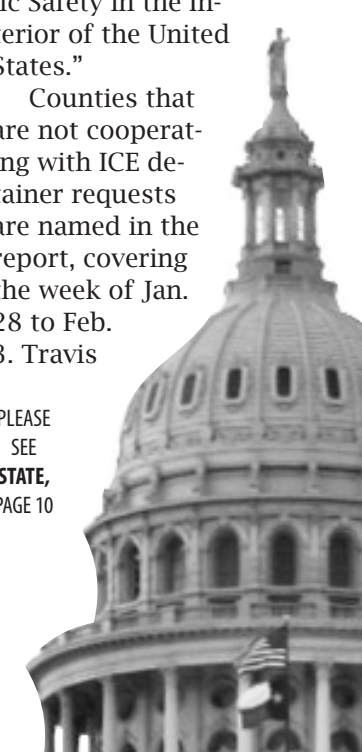 ic Safety in the In-
terior of the United
States.”
Counties that
are not cooperat-
ng with ICE de-
tainer requests
are named in the
report, covering
the week of Jan.
28 to Feb.
3. Travis
PLEASE
SEE
STATE,
PAGE 10